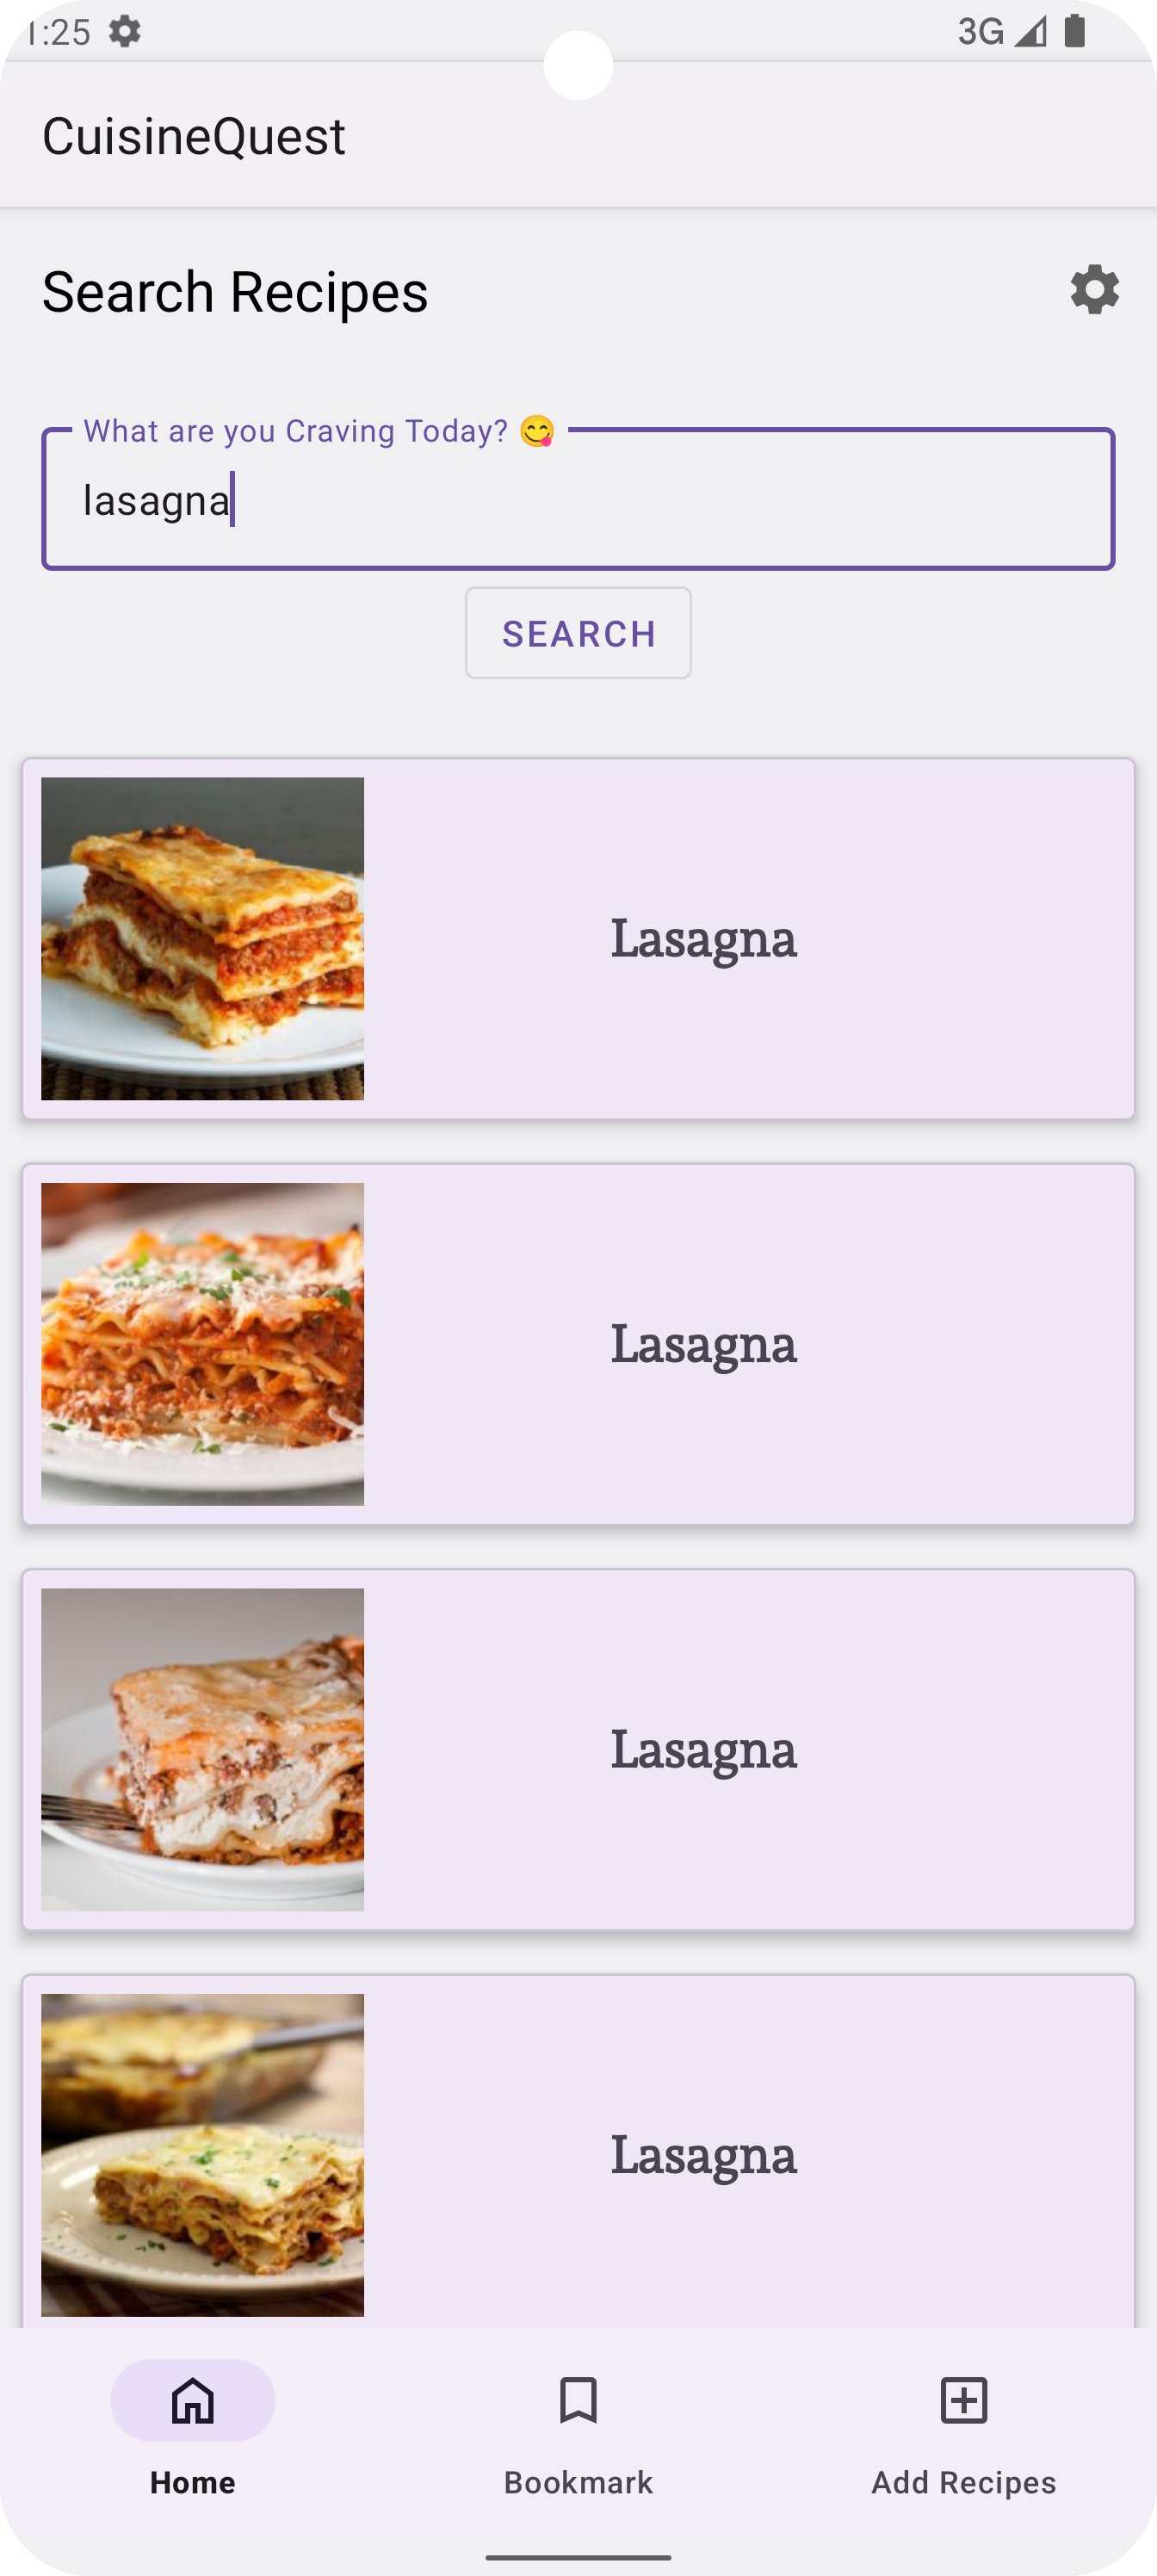 1:25 3G
CuisineQuest
Search Recipes
What are you Craving Today? 😋
lasagna
SEARCH
Lasagna
Lasagna
Lasagna
Lasagna
Home Bookmark Add Recipes